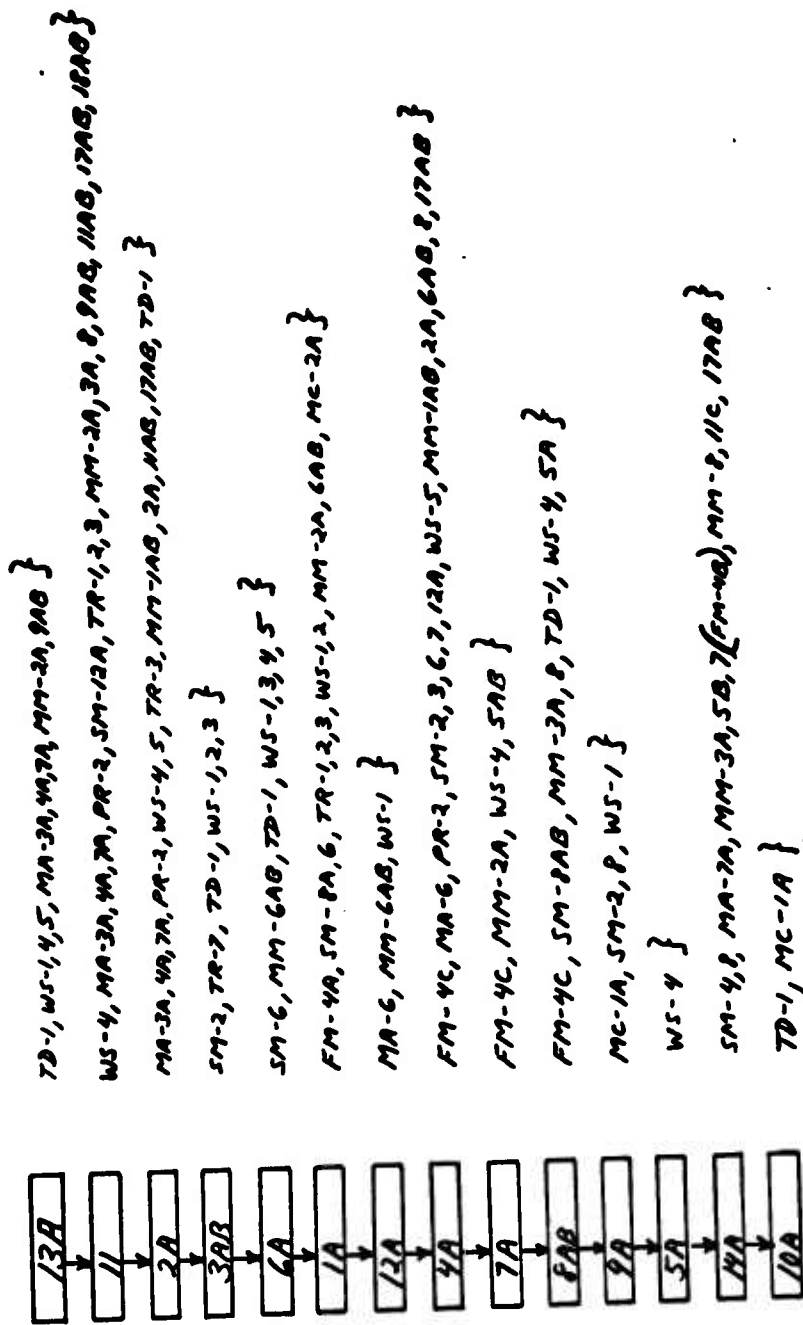 13A TD-1, WS-1,4,5, MA-3A,4A,7A, MM-2A,9AB }
11 WS-4, MA-3A,4A,7A, PR-2, SM-12A, TR-1,2,3, MM-2A,3A,8,9AB,11AB,17AB,18AB }
2A MA-3A,4A,7A, PR-2, WS-4,5, TR-3, MM-1AB,2A,11AB,17AB, TD-1 }
3AB SM-2, TR-7, TD-1, WS-1,2,3 }
6A SM-6, MM-6AB, TD-1, WS-1,3,4,5 }
1A FM-4A, SM-8A,6, TR-1,2,3, WS-1,2, MM-2A,6AB, MC-2A }
12A MA-6, MM-6AB, WS-1 }
4A FM-4C, MA-6, PR-2, SM-2,3,6,7,12A, WS-5, MM-1AB,2A,6AB,8,17AB }
7A FM-4C, MM-2A, WS-4,5AB }
8AB FM-4C, SM-8AB, MM-3A,8, TD-1, WS-4,5A }
9A MC-1A, SM-2,8, WS-1 }
5A WS-4 }
14A SM-4,8, MA-7A, MM-3A,5B,7(FM-4B), MM-8,11C,17AB }
10A TD-1, MC-1A }